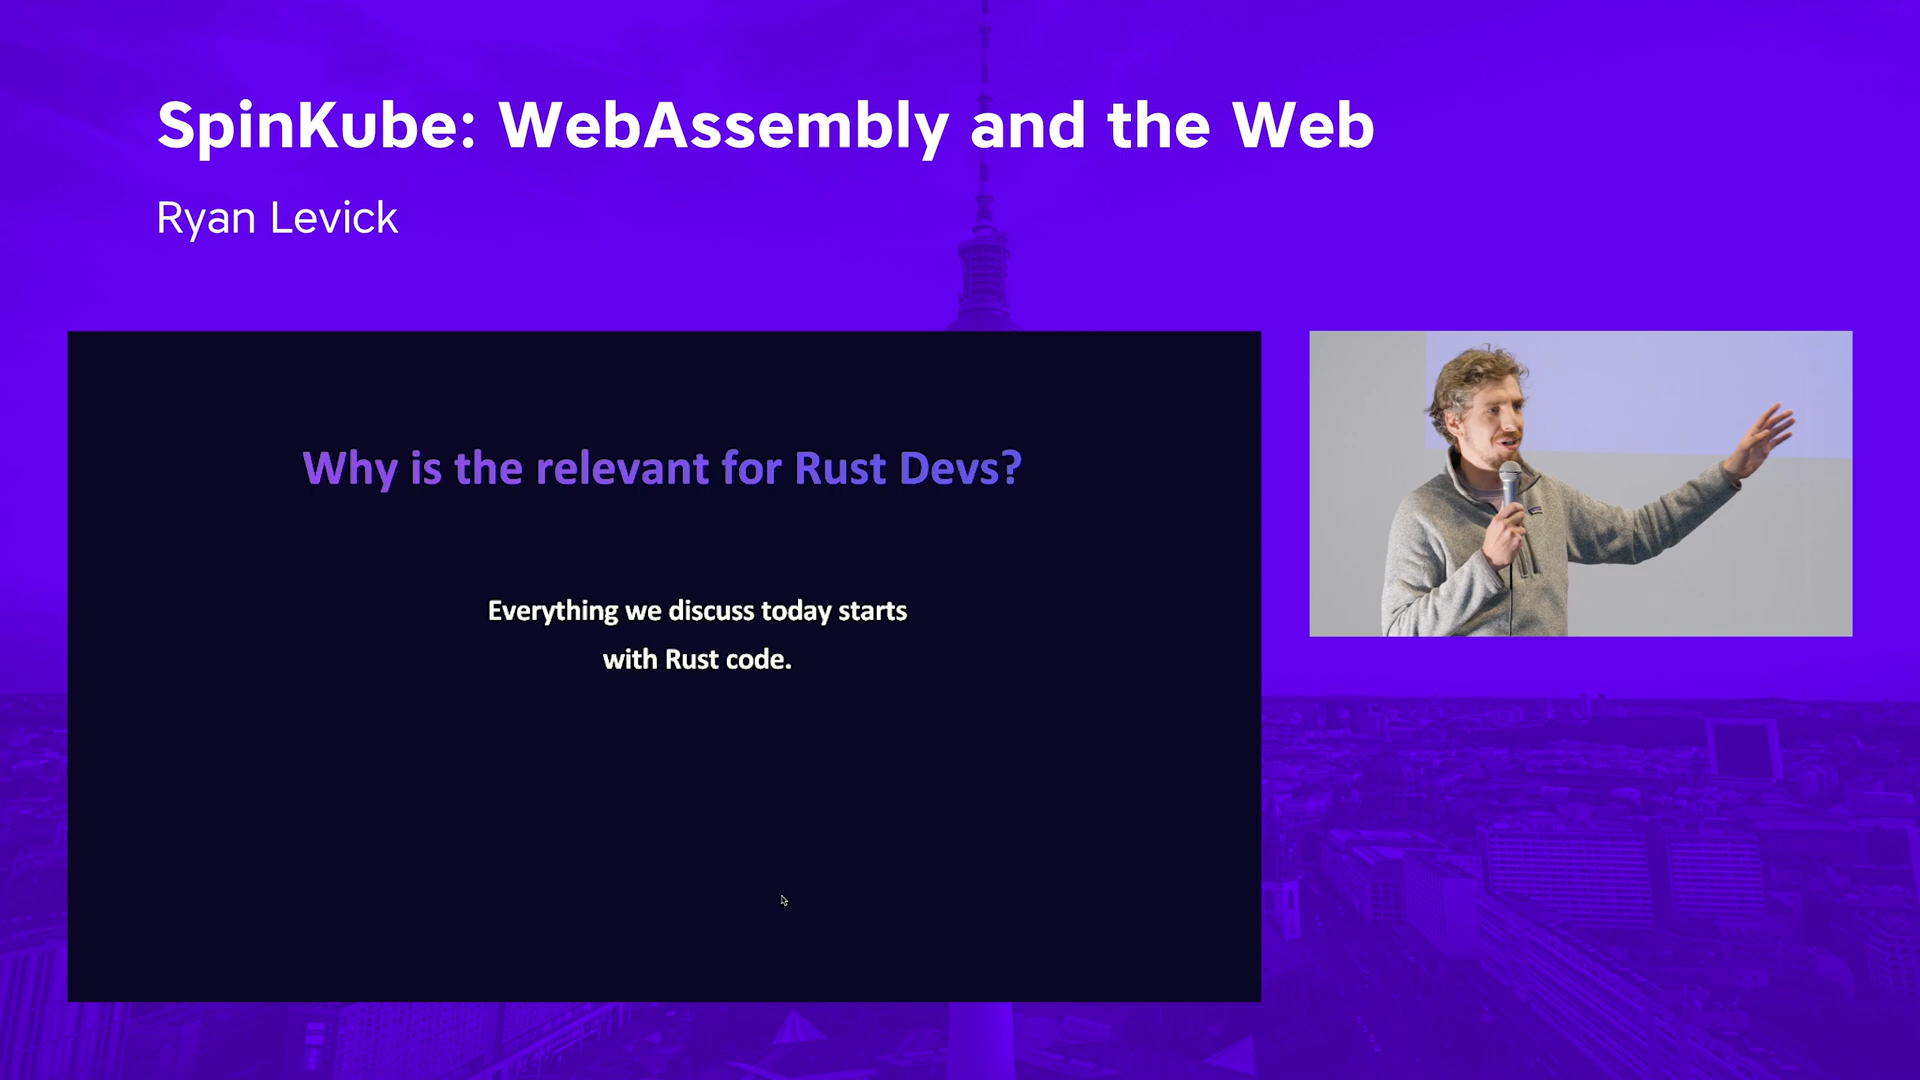 SpinKube: WebAssembly and the Web
Ryan Levick
Why is the relevant for Rust Devs?
Everything we discuss today starts
with Rust code.